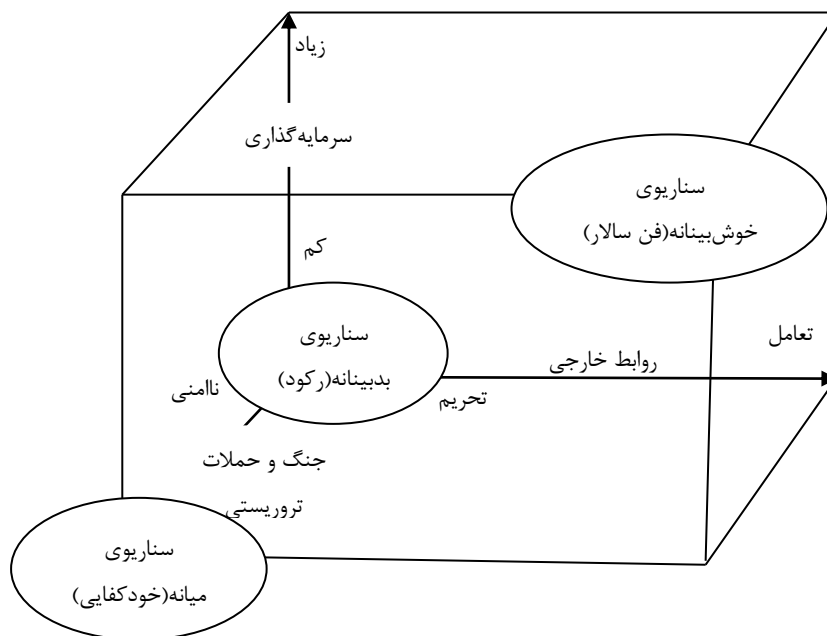 زیاد
سرمایه‌گذاری
سناریوی
خوش‌بینانه(فن سالار)
کم
سناریوی
بدبینانه(رکود)
تعامل
روابط خارجی
تحریم
ناامنی
جنگ و حملات
تروریستی
سناریوی
میانه(خودکفایی)